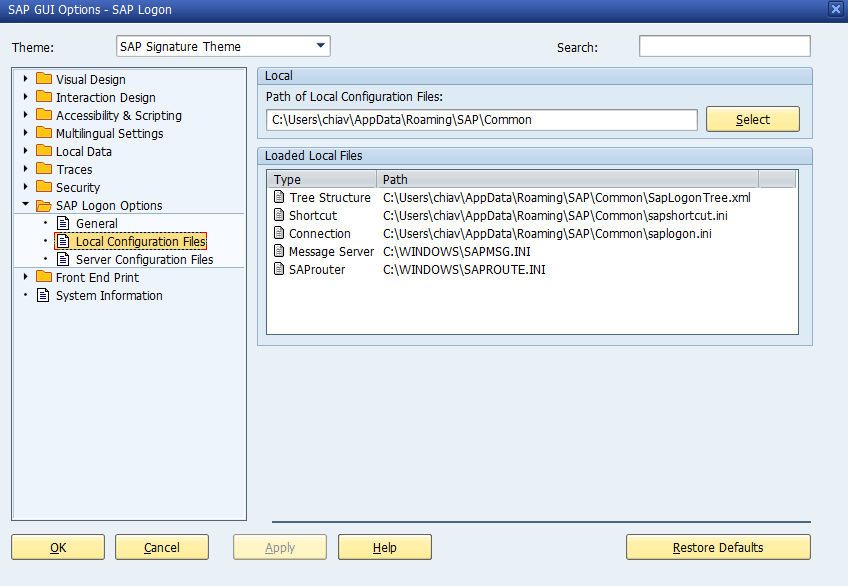 SAP GUI Options - SAP Logon
Theme: SAP Signature Theme Search:
Visual Design
Interaction Design
Accessibility & Scripting
Multilingual Settings
Local Data
Traces
Security
SAP Logon Options
General
Local Configuration Files
Server Configuration Files
Front End Print
System Information
Local
Path of Local Configuration Files:
C:\Users\chiav\AppData\Roaming\SAP\Common Select
Loaded Local Files
Type Path
Tree Structure C:\Users\chiav\AppData\Roaming\SAP\Common\SapLogonTree.xml
Shortcut C:\Users\chiav\AppData\Roaming\SAP\Common\sapshortcut.ini
Connection C:\Users\chiav\AppData\Roaming\SAP\Common\saplogon.ini
Message Server C:\WINDOWS\SAPMSG.INI
SAProuter C:\WINDOWS\SAPROUTE.INI
OK Cancel Apply Help Restore Defaults